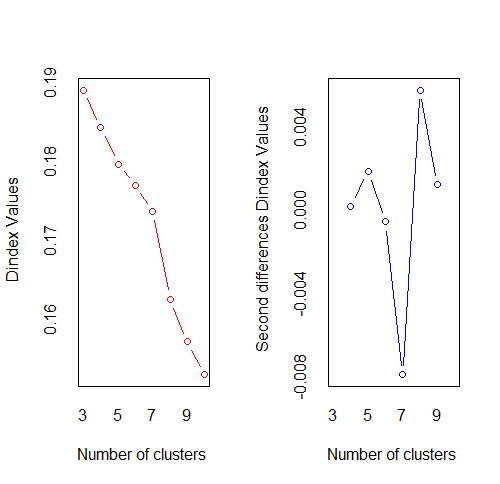 Dindex Values
0.19
0.18
0.17
0.16
3 5 7 9
Number of clusters
Second differences Dindex Values
0.004
0.000
-0.004
-0.008
3 5 7 9
Number of clusters